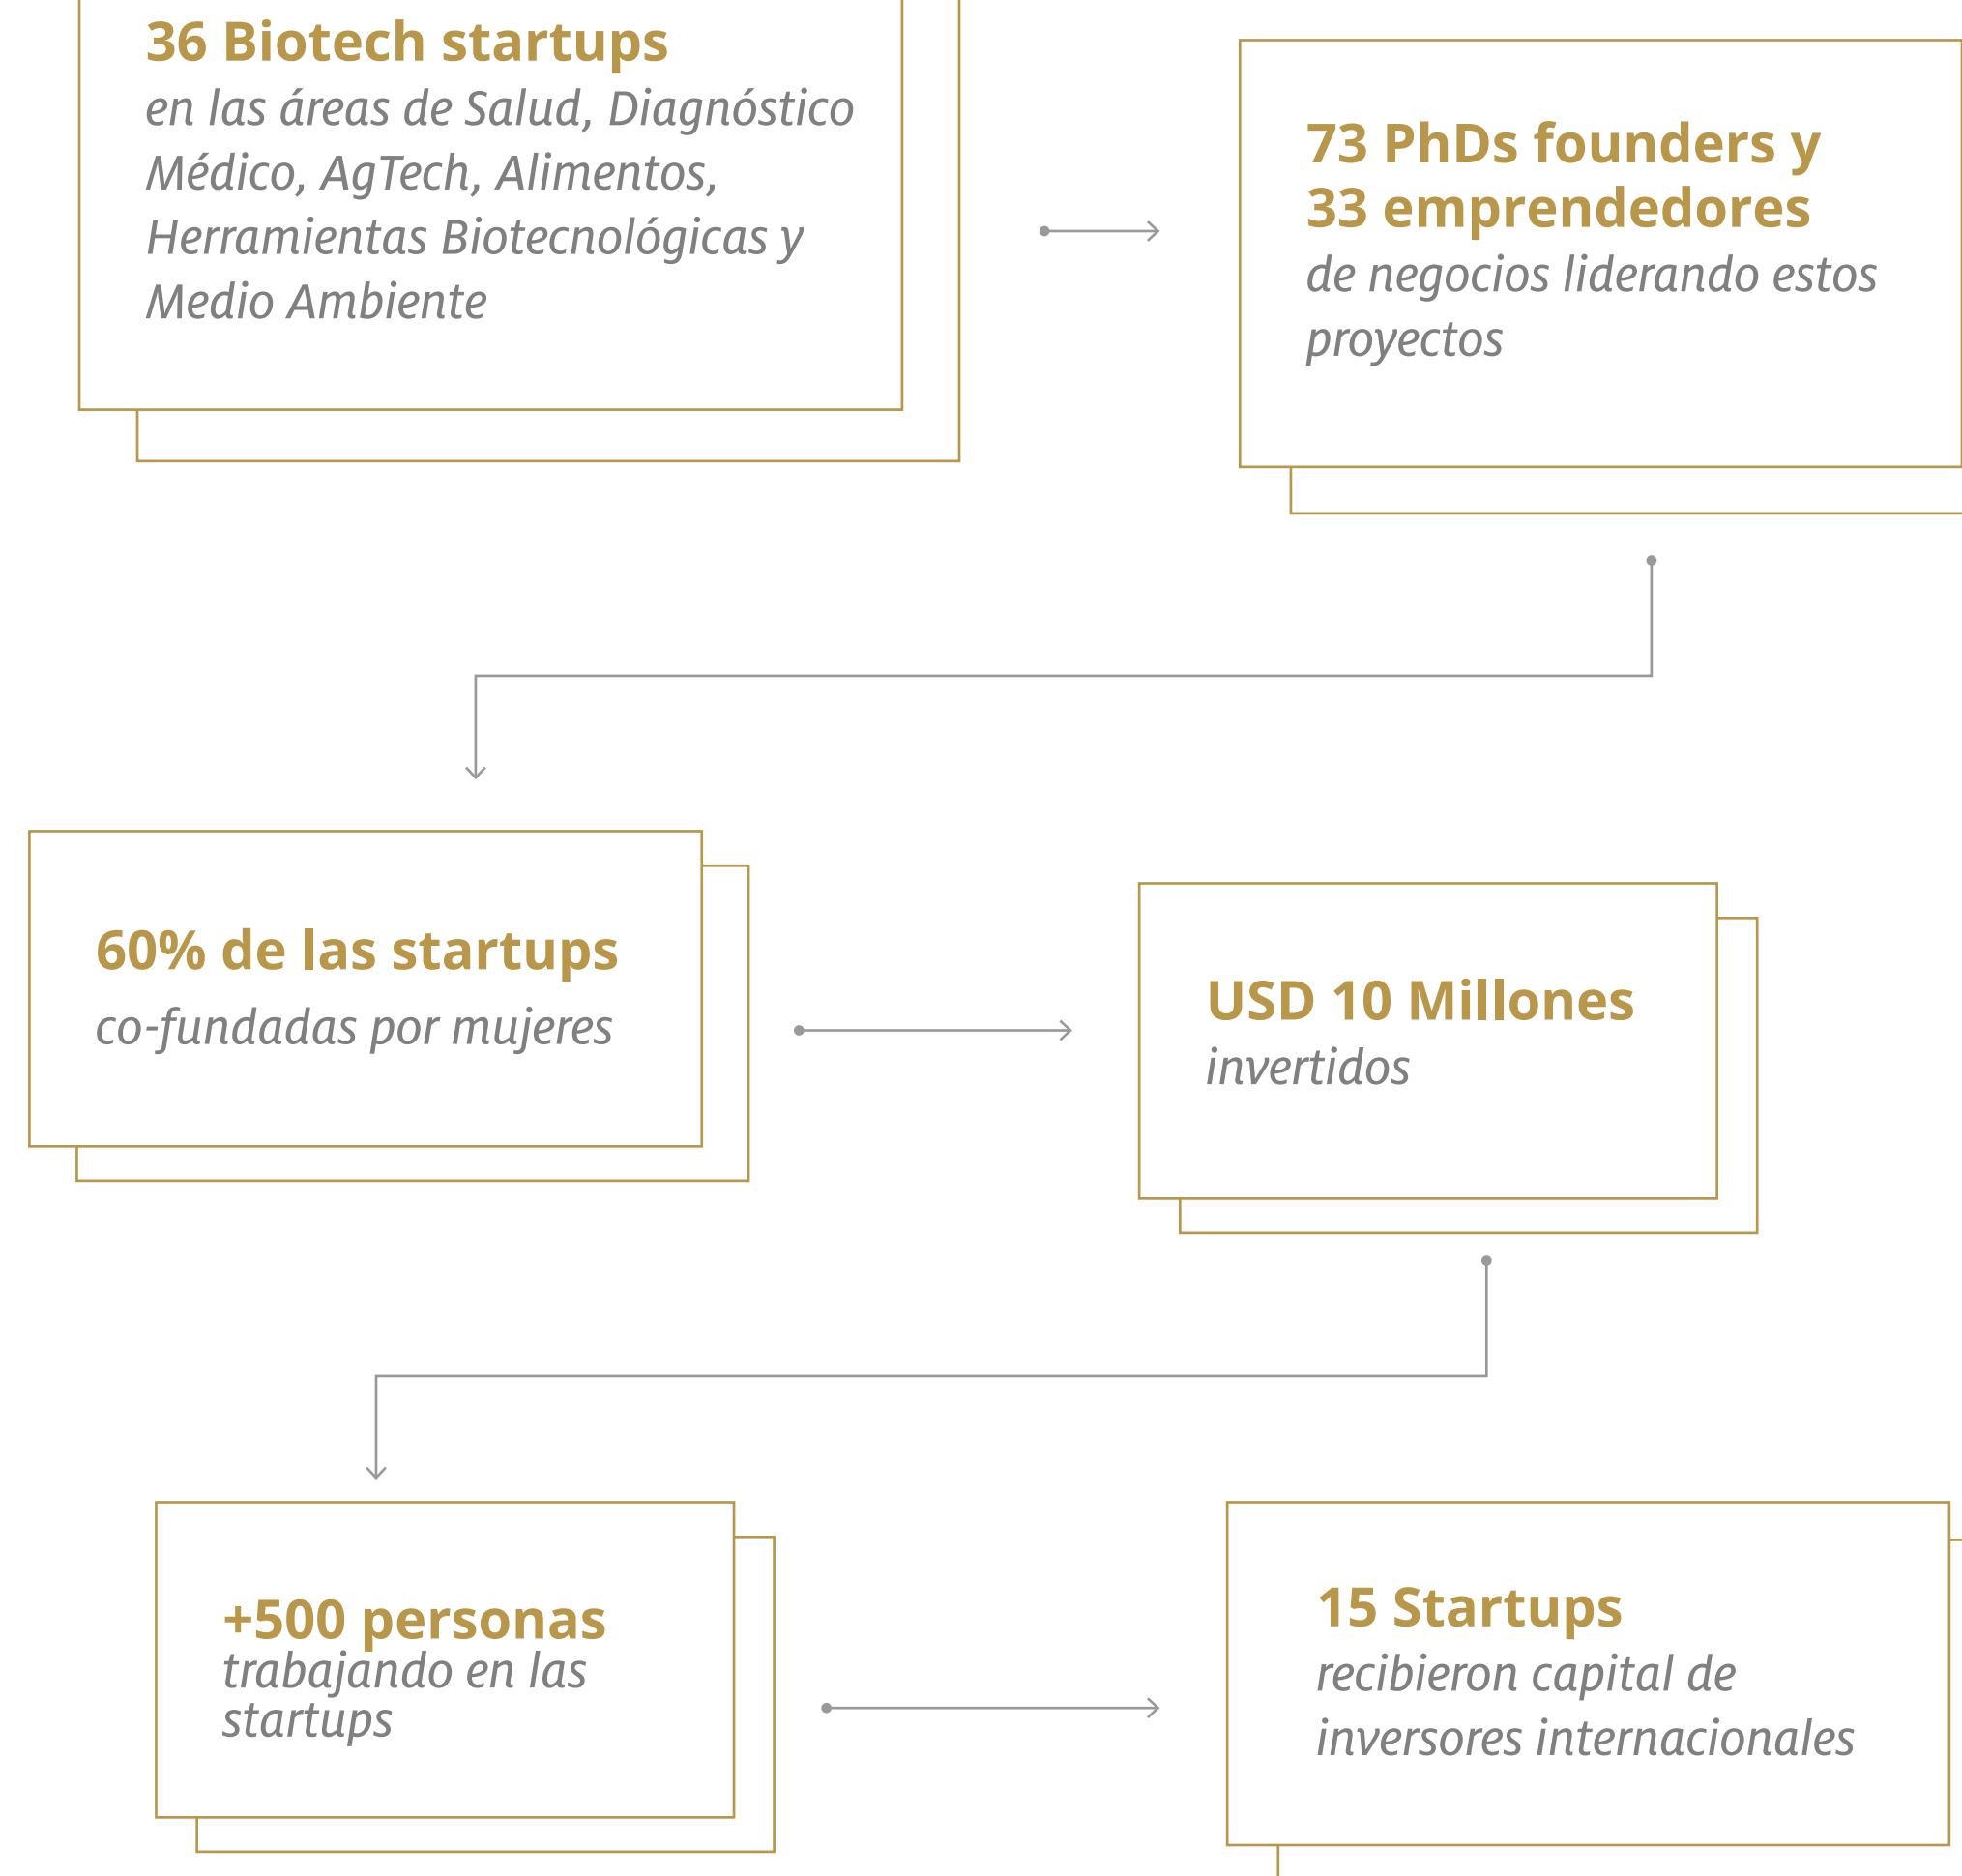 36 Biotech startups
en las áreas de Salud, Diagnóstico
Médico, AgTech, Alimentos,
Herramientas Biotecnológicas y
Medio Ambiente
73 PhDs founders y
33 emprendedores
de negocios liderando estos
proyectos
60% de las startups
co-fundadas por mujeres
USD 10 Millones
invertidos
+500 personas
trabajando en las
startups
15 Startups
recibieron capital de
inversores internacionales